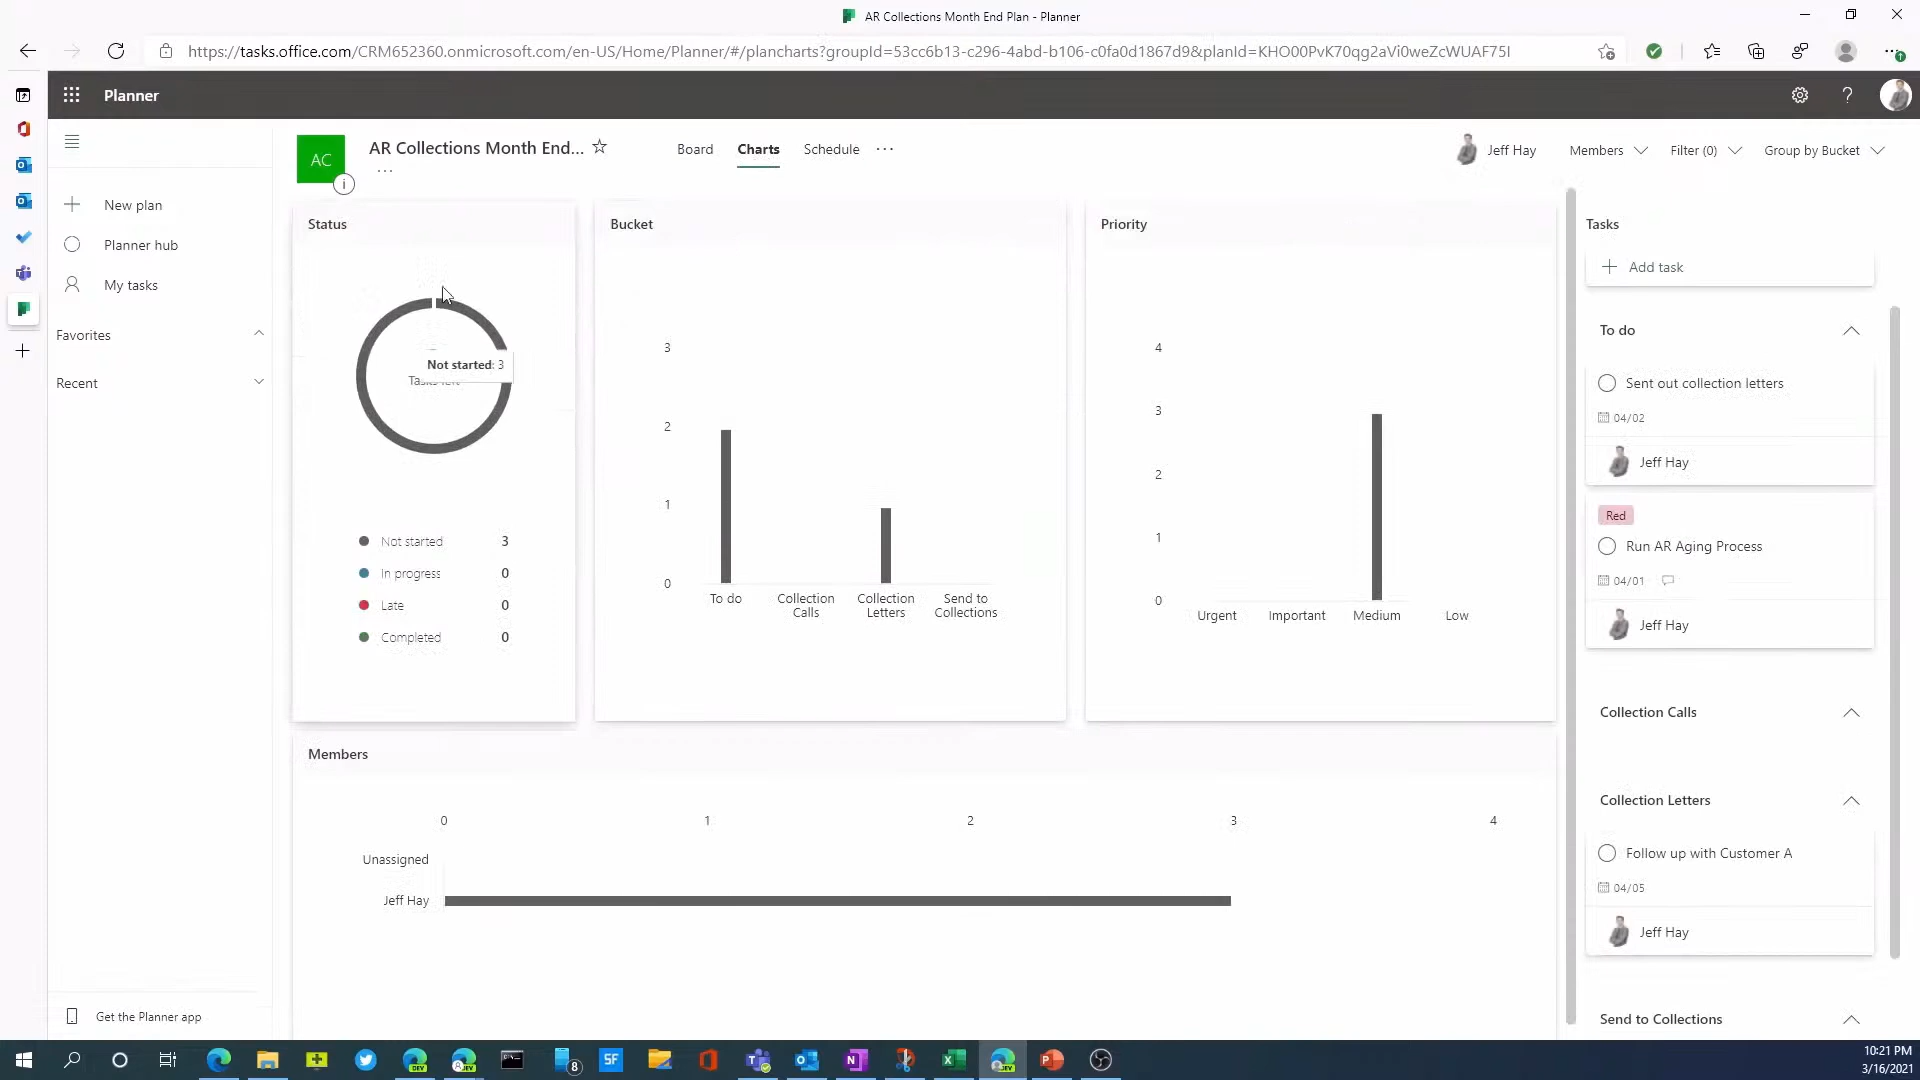 AR Collections Month End Plan - Planner
https://tasks.office.com/CRM652360.onmicrosoft.com/en-US/Home/Planner/#/plancharts?groupId=53cc6b13-c296-4abd-b106-c0fa0d1867d9&planId=KHO00PvK70qg2aVi0weZcWUAF75I
Planner
?
New plan
Planner hub
My tasks
Favorites
Recent
Get the Planner app
AC
i
AR Collections Month End...
...
Board
Charts
Schedule
...
Jeff Hay
Members
Filter (0)
Group by Bucket
Status
Not started: 3
Not started 3
In progress 0
Late 0
Completed 0
Bucket
3
2
1
0
To do
Collection
Calls
Collection
Letters
Send to
Collections
Priority
4
3
2
1
0
Urgent
Important
Medium
Low
Members
0 1 2 3 4
Unassigned
Jeff Hay
Tasks
Add task
To do
Sent out collection letters
04/02
Jeff Hay
Red
Run AR Aging Process
04/01
Jeff Hay
Collection Calls
Collection Letters
Follow up with Customer A
04/05
Jeff Hay
Send to Collections
DEV
DEV
8
SF
N
DEV
10:21 PM
3/16/2021